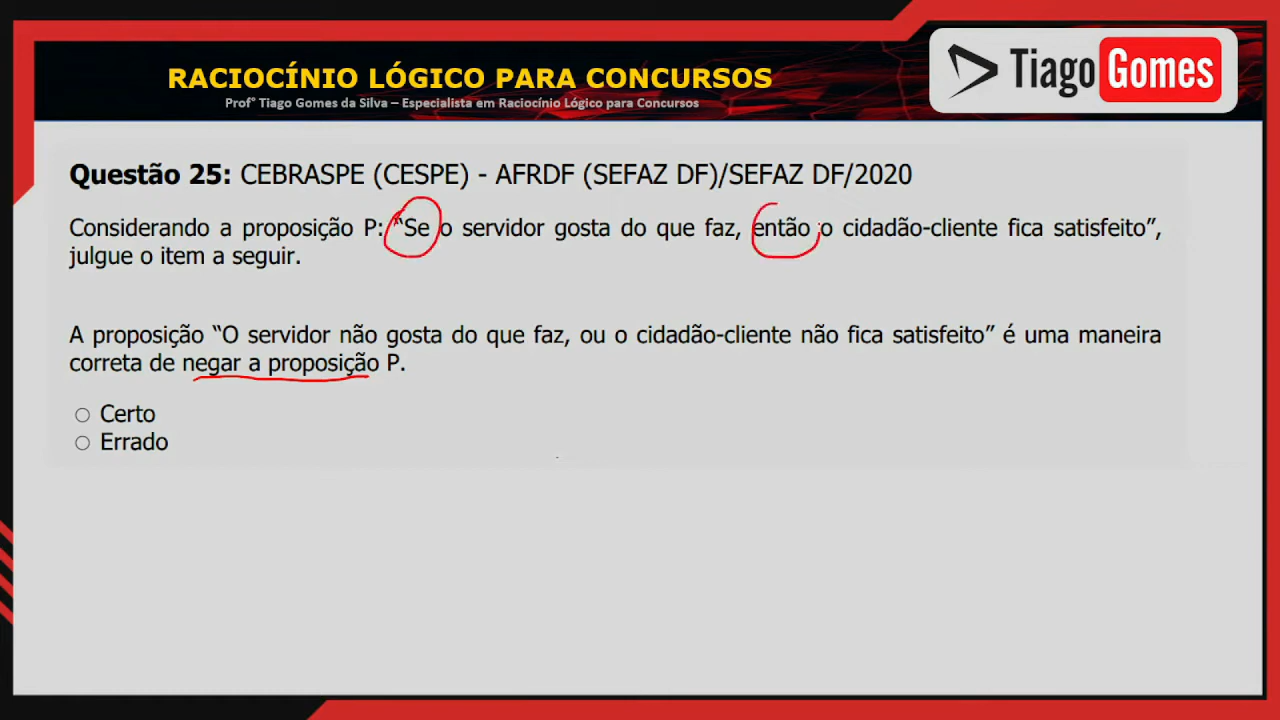 RACIOCÍNIO LÓGICO PARA CONCURSOS
Prof° Tiago Gomes da Silva – Especialista em Raciocínio Lógico para Concursos
Tiago Gomes
Questão 25: CEBRASPE (CESPE) - AFRDF (SEFAZ DF)/SEFAZ DF/2020
Considerando a proposição P: “Se o servidor gosta do que faz, então o cidadão-cliente fica satisfeito”,
julgue o item a seguir.
A proposição “O servidor não gosta do que faz, ou o cidadão-cliente não fica satisfeito” é uma maneira
correta de negar a proposição P.
Certo
Errado